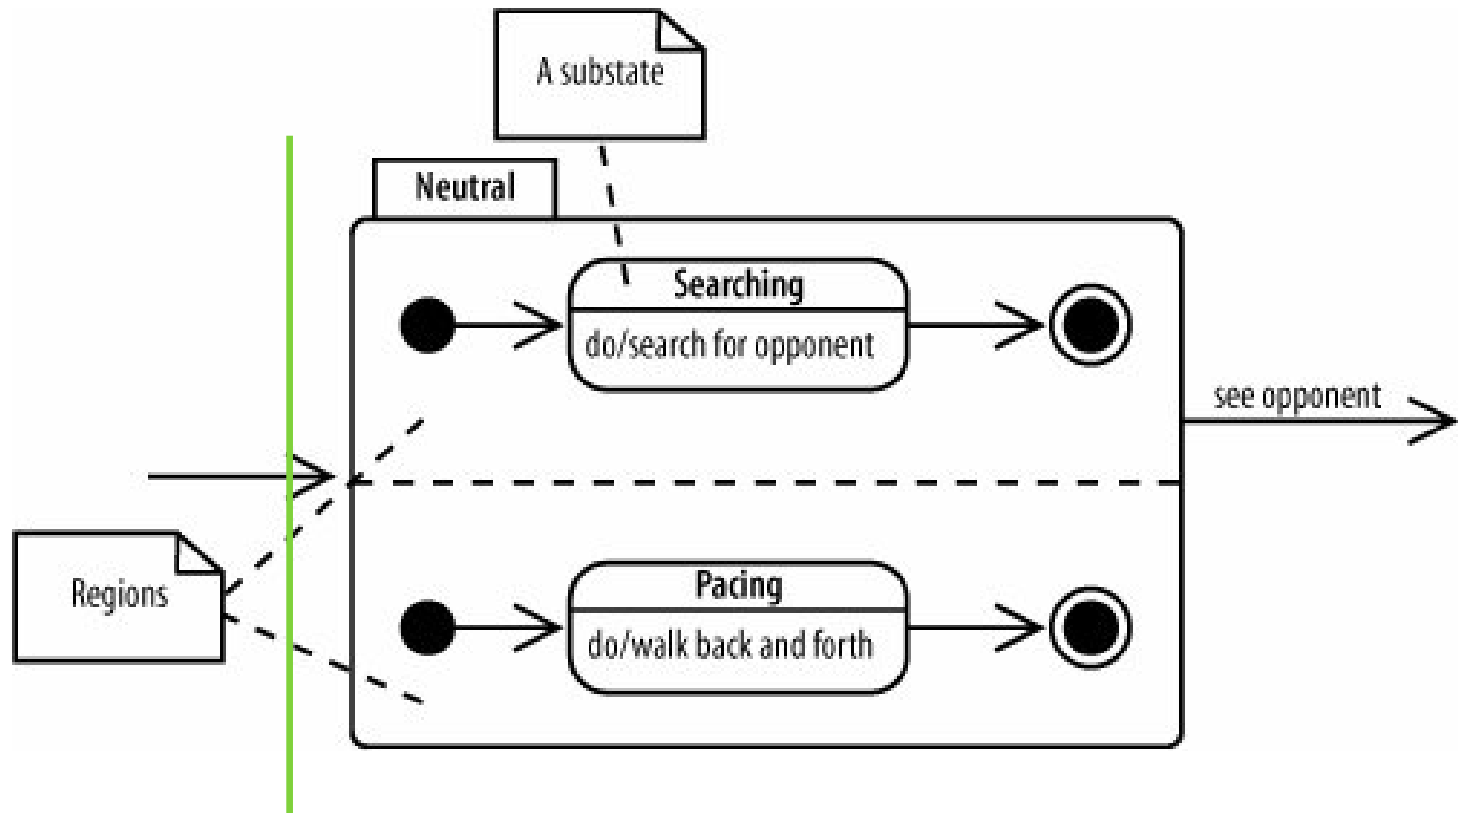 A substate
Neutral
Searching
do/search for opponent
see opponent
Regions
Pacing
do/walk back and forth